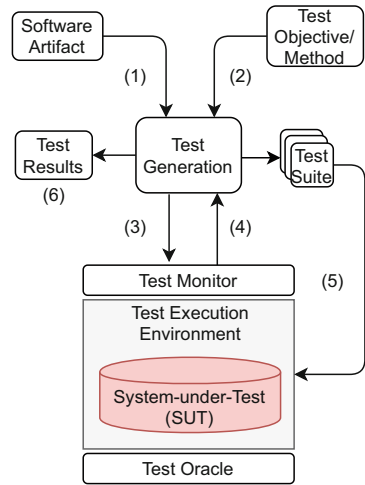 Software
Artifact
Test
Objective/
Method
(1)
(2)
Test
Results
Test
Generation
Test
Suite
(6)
(3)
(4)
(5)
Test Monitor
Test Execution
Environment
System-under-Test
(SUT)
Test Oracle